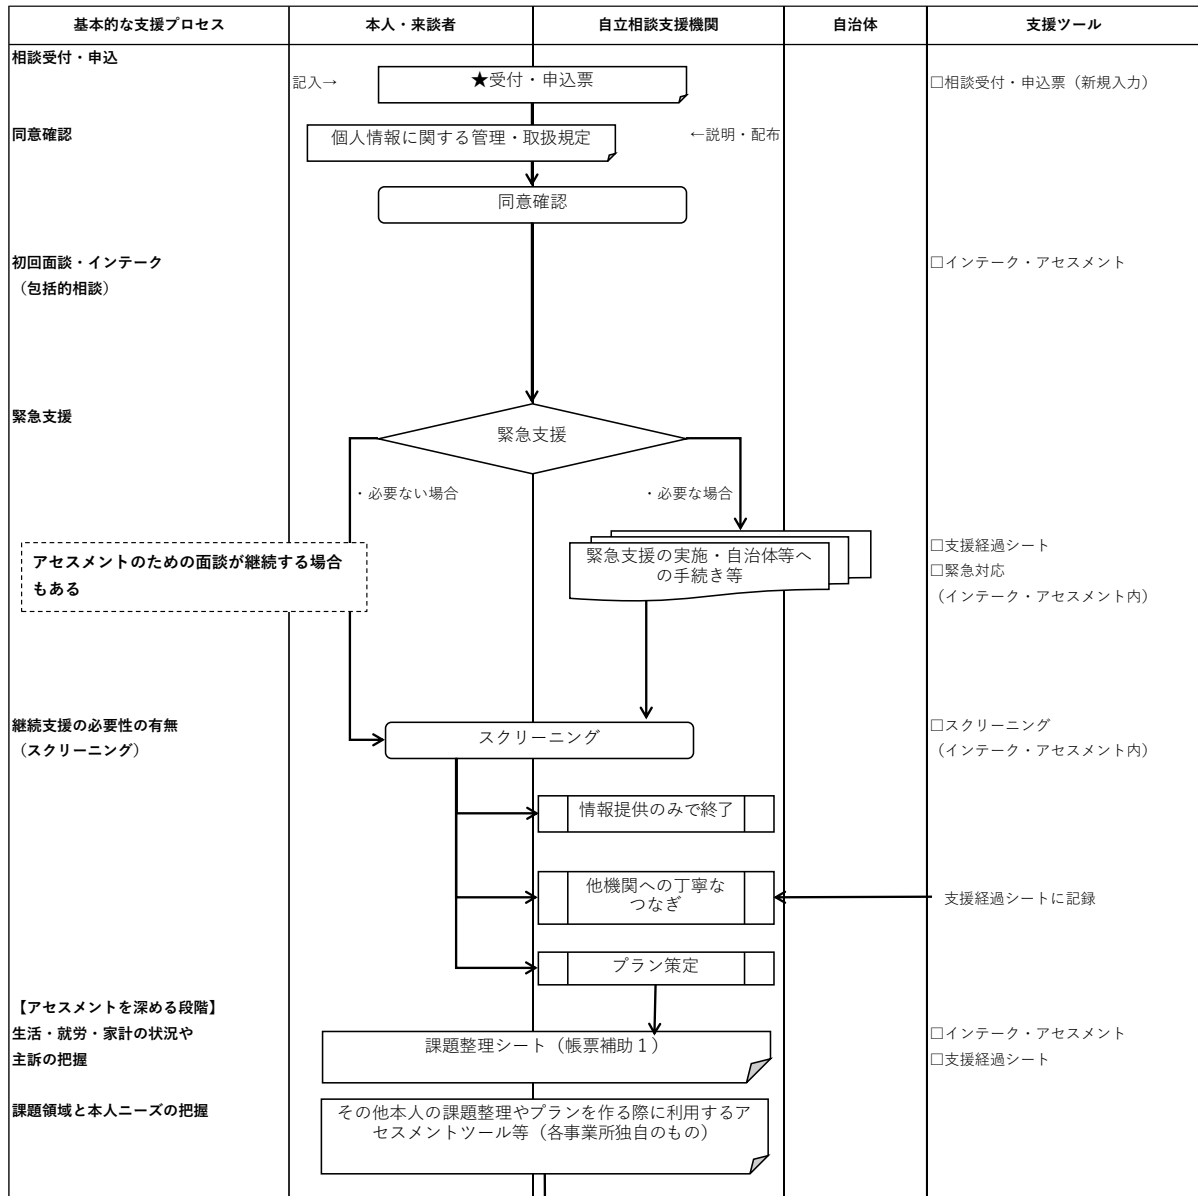 基本的な支援プロセス
本人・来談者
自立相談支援機関
自治体
支援ツール
相談受付・申込
記入→
★受付・申込票
□相談受付・申込票（新規入力）
同意確認
個人情報に関する管理・取扱規定
←説明・配布
同意確認
初回面談・インテーク
（包括的相談）
□インテーク・アセスメント
緊急支援
緊急支援
・必要ない場合
・必要な場合
アセスメントのための面談が継続する場合
もある
緊急支援の実施・自治体等へ
の手続き等
□支援経過シート
□緊急対応
（インテーク・アセスメント内）
継続支援の必要性の有無
（スクリーニング）
スクリーニング
□スクリーニング
（インテーク・アセスメント内）
情報提供のみで終了
他機関への丁寧な
つなぎ
支援経過シートに記録
プラン策定
【アセスメントを深める段階】
生活・就労・家計の状況や
主訴の把握
課題整理シート（帳票補助１）
□インテーク・アセスメント
□支援経過シート
課題領域と本人ニーズの把握
その他本人の課題整理やプランを作る際に利用するア
セスメントツール等（各事業所独自のもの）